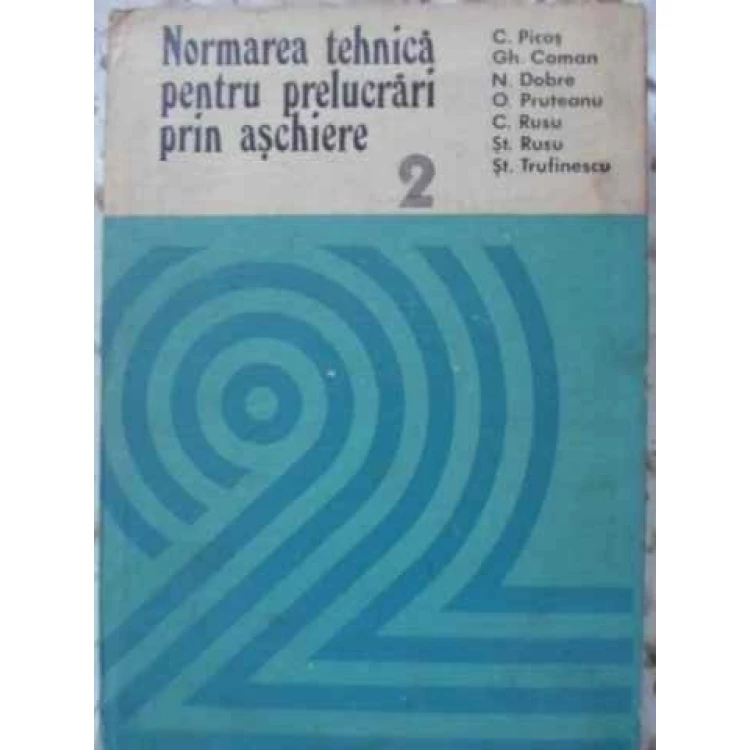 Normarea tehnică
pentru prelucrări
prin așchiere
2
C. Picoș
Gh. Coman
N. Dobre
O. Pruteanu
C. Rusu
Șt. Rusu
Șt. Trufinescu